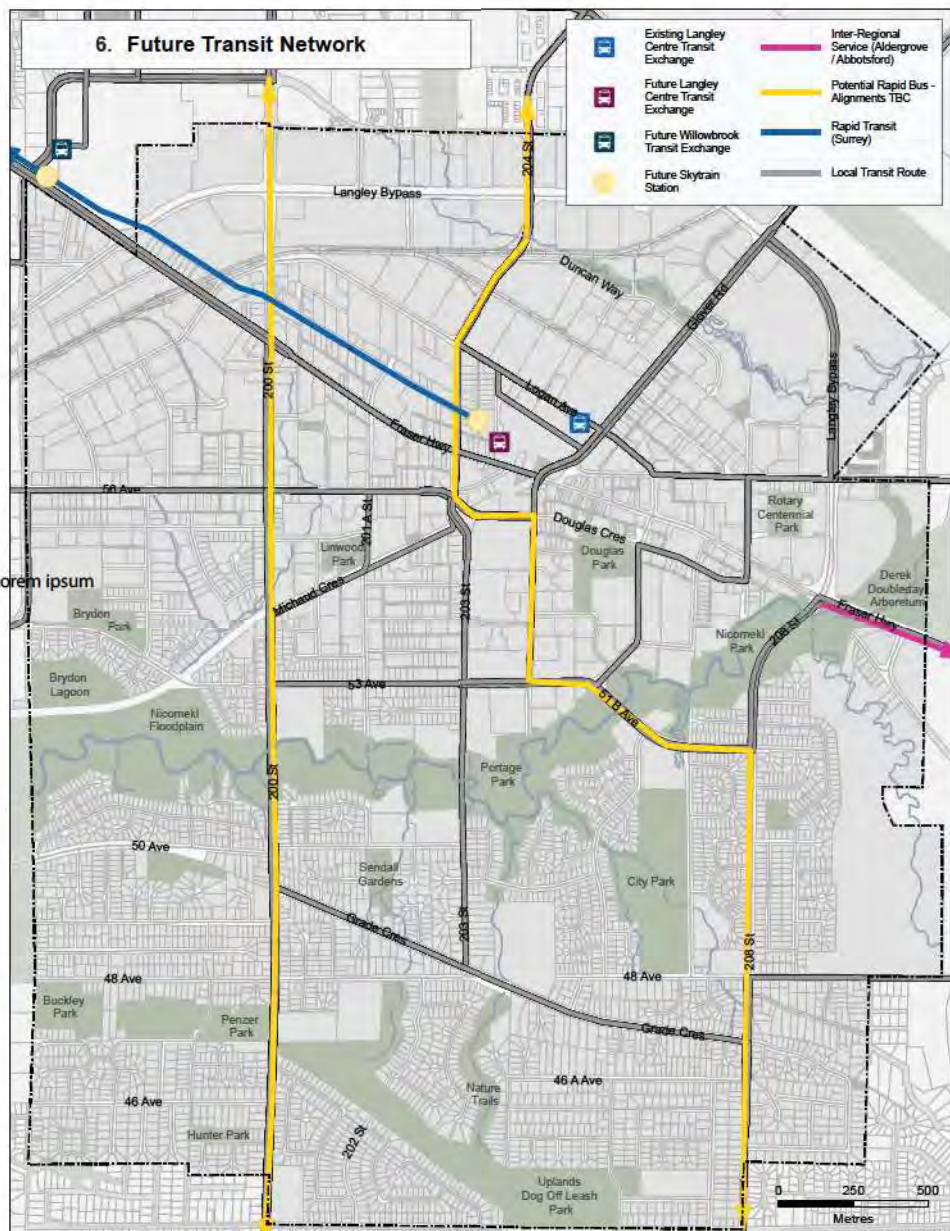 6. Future Transit Network
Existing Langley
Centre Transit
Exchange
Future Langley
Centre Transit
Exchange
Future Willowbrook
Transit Exchange
Future Skytrain
Station
Inter-Regional
Service (Aldergrove
/ Abbotsford)
Potential Rapid Bus -
Alignments TBC
Rapid Transit
(Surrey)
Local Transit Route
204 St
Langley Bypass
Duncan Way
Glover Rd
200 St
Logan Ave
Langley Bypass
Fraser Hwy
56 Ave
201 A St
Douglas Cres
Rotary
Centennial
Park
Linwood
Park
Douglas
Park
Derek
Doubleday
Arboretum
orem ipsum
Michaud Cres
203 St
Fraser Hwy
Brydon
Park
Nicomekl
Park
208 St
Brydon
Lagoon
53 Ave
51 B Ave
Nicomekl
Floodplain
Portage
Park
200 St
50 Ave
Sendall
Gardens
City Park
Grade Cres
203 St
208 St
48 Ave
48 Ave
Buckley
Park
Penzer
Park
Grade Cres
46 A Ave
Nature
Trails
46 Ave
Hunter Park
202 St
Uplands
Dog Off Leash
Park
0 250 500
Metres